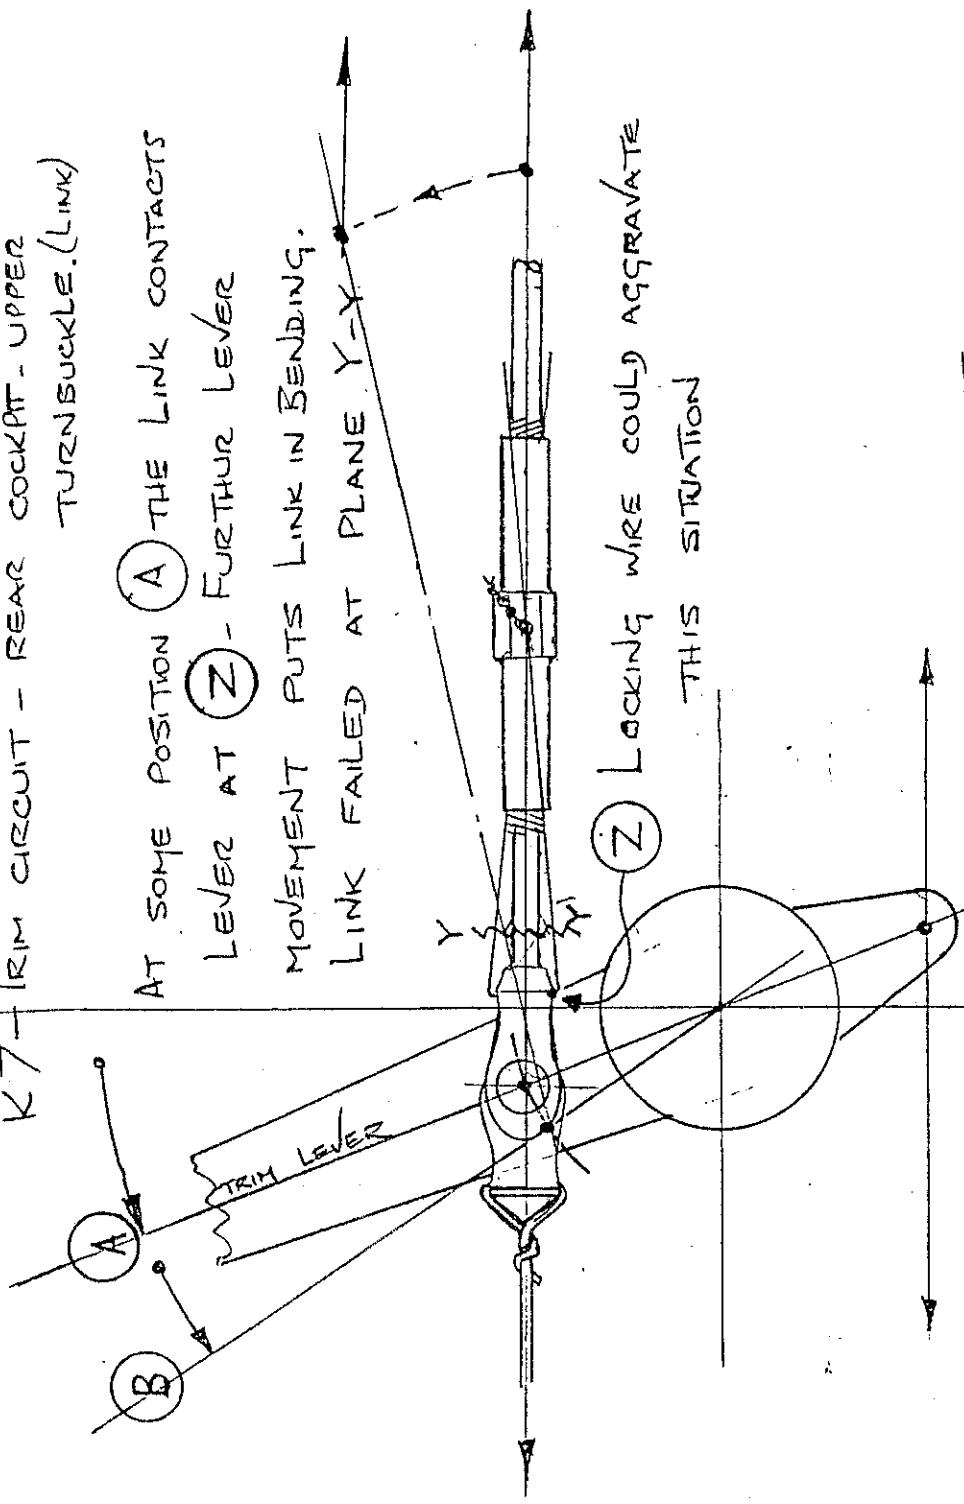 K7 - TRIM CIRCUIT - REAR COCKPIT - UPPER
TURNBUCKLE. (LINK)
AT SOME POSITION A THE LINK CONTACTS
LEVER AT Z - FURTHUR LEVER
MOVEMENT PUTS LINK IN BENDING.
LINK FAILED AT PLANE Y-Y
A
B
TRIM LEVER
Y
Y
Z
LOCKING WIRE COULD AGGRAVATE
THIS SITUATION